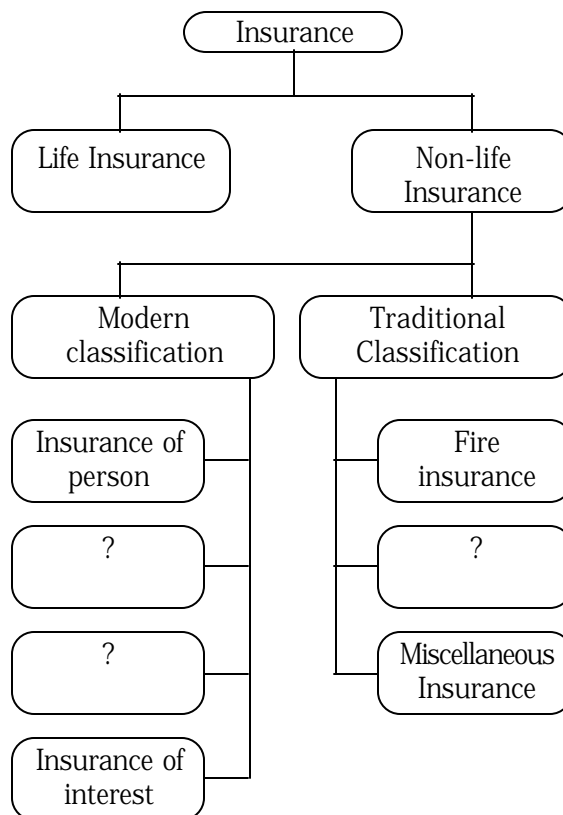 Insurance
Life Insurance
Non-life
Insurance
Modern
classification
Traditional
Classification
Insurance of
person
Fire
insurance
?
?
?
Miscellaneous
Insurance
Insurance of
interest